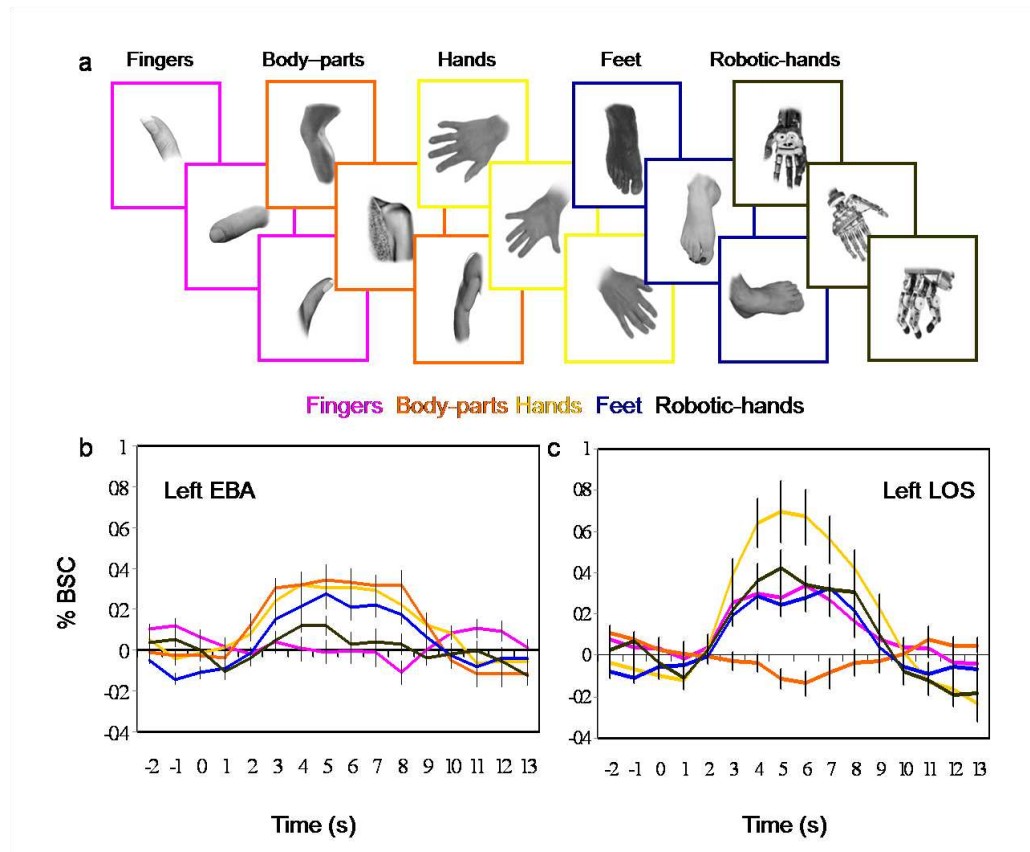 a
Fingers Body–parts Hands Feet Robotic-hands
Fingers Body-parts Hands Feet Robotic-hands
b
Left EBA
% BSC
1
08
06
04
02
0
-02
-04
-2 -1 0 1 2 3 4 5 6 7 8 9 10 11 12 13
Time (s)
c
Left LOS
1
08
06
04
02
0
-02
-04
-2 -1 0 1 2 3 4 5 6 7 8 9 10 11 12 13
Time (s)